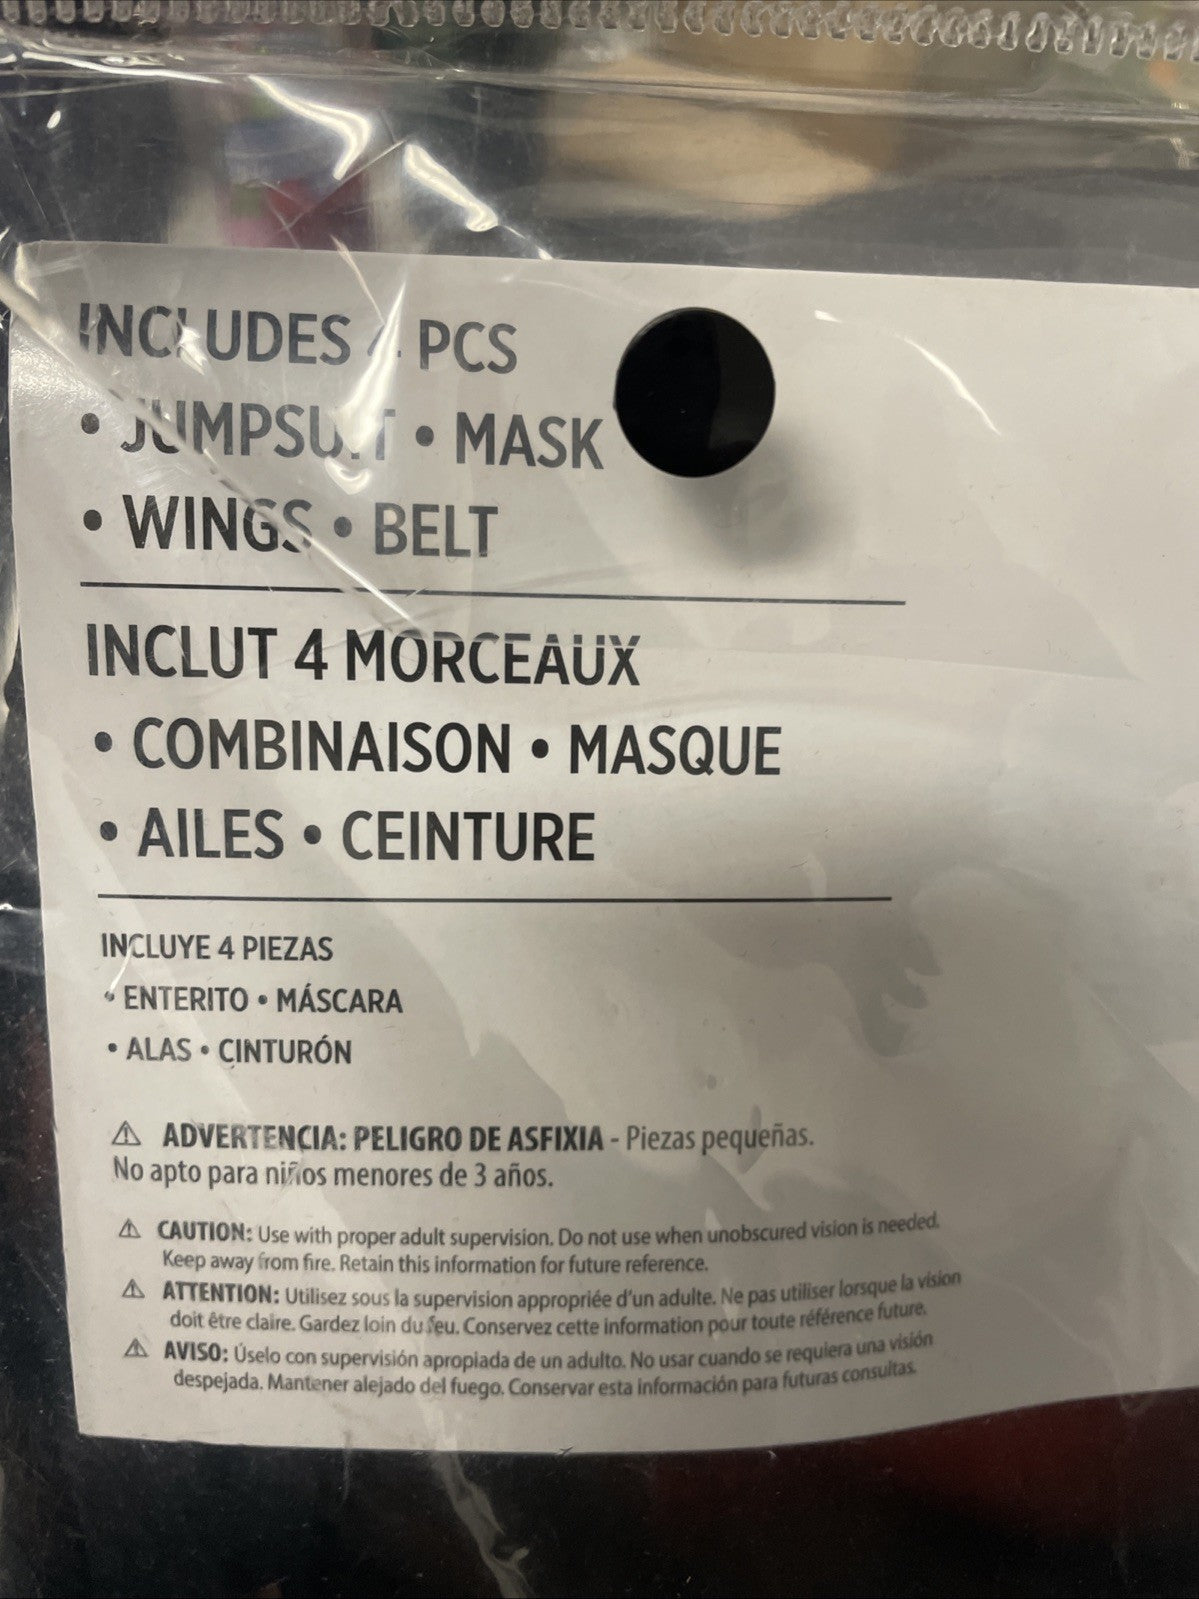 INCLUDES 4 PCS
• JUMPSUIT • MASK
• WINGS • BELT
INCLUT 4 MORCEAUX
• COMBINAISON • MASQUE
• AILES • CEINTURE
INCLUYE 4 PIEZAS
• ENTERITO • MÁSCARA
• ALAS • CINTURÓN
⚠ ADVERTENCIA: PELIGRO DE ASFIXIA - Piezas pequeñas.
No apto para niños menores de 3 años.
⚠ CAUTION: Use with proper adult supervision. Do not use when unobscured vision is needed.
Keep away from fire. Retain this information for future reference.
⚠ ATTENTION: Utilisez sous la supervision appropriée d'un adulte. Ne pas utiliser lorsque la vision
doit être claire. Gardez loin du feu. Conservez cette information pour toute référence future.
⚠ AVISO: Úselo con supervisión apropiada de un adulto. No usar cuando se requiera una visión
despejada. Mantener alejado del fuego. Conservar esta información para futuras consultas.